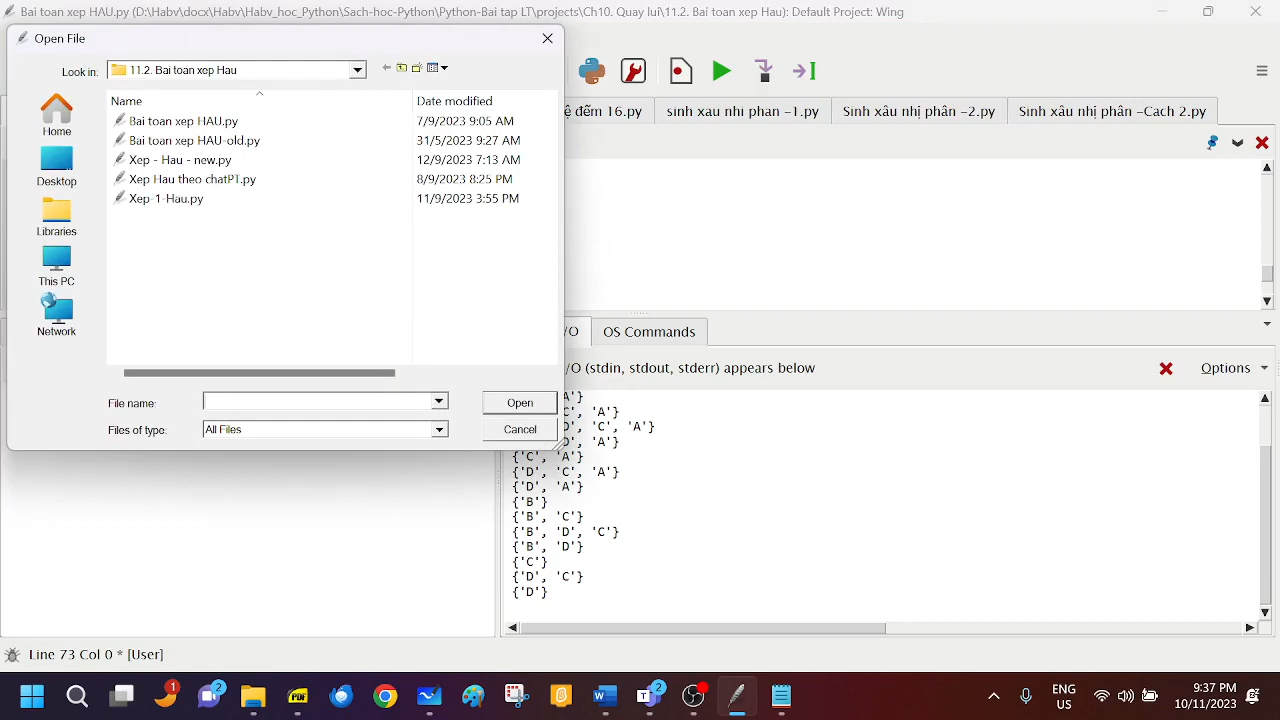 Bai toan xep HAU.py (D:\Habv\docx\Habv\Habv_hoc_Python\Sach-hoc-Python\Python-Bai tap LT\projects\Ch10. Quay lui\11.2. Bai toan xep Hau): Default Project: Wing
Open File
Look in: 11.2. Bai toan xep Hau
Name Date modified
Bai toan xep HAU.py 7/9/2023 9:05 AM
Bai toan xep HAU-old.py 31/5/2023 9:27 AM
Xep - Hau - new.py 12/9/2023 7:13 AM
Xep Hau theo chatPT.py 8/9/2023 8:25 PM
Xep-1-Hau.py 11/9/2023 3:55 PM
Home
Desktop
Libraries
This PC
Network
File name: Open
Files of type: All Files Cancel
ệ đếm 16.py sinh xau nhi phan -1.py Sinh xâu nhị phân -2.py Sinh xâu nhị phân -Cach 2.py
/O OS Commands
/O (stdin, stdout, stderr) appears below Options
A'}
C', 'A'}
D', 'C', 'A'}
D', 'A'}
{'C', 'A'}
{'D', 'C', 'A'}
{'D', 'A'}
{'B'}
{'B', 'C'}
{'B', 'D', 'C'}
{'B', 'D'}
{'C'}
{'D', 'C'}
{'D'}
Line 73 Col 0 * [User]
1
2
PDF
2
ENG
US
9:37 PM
10/11/2023